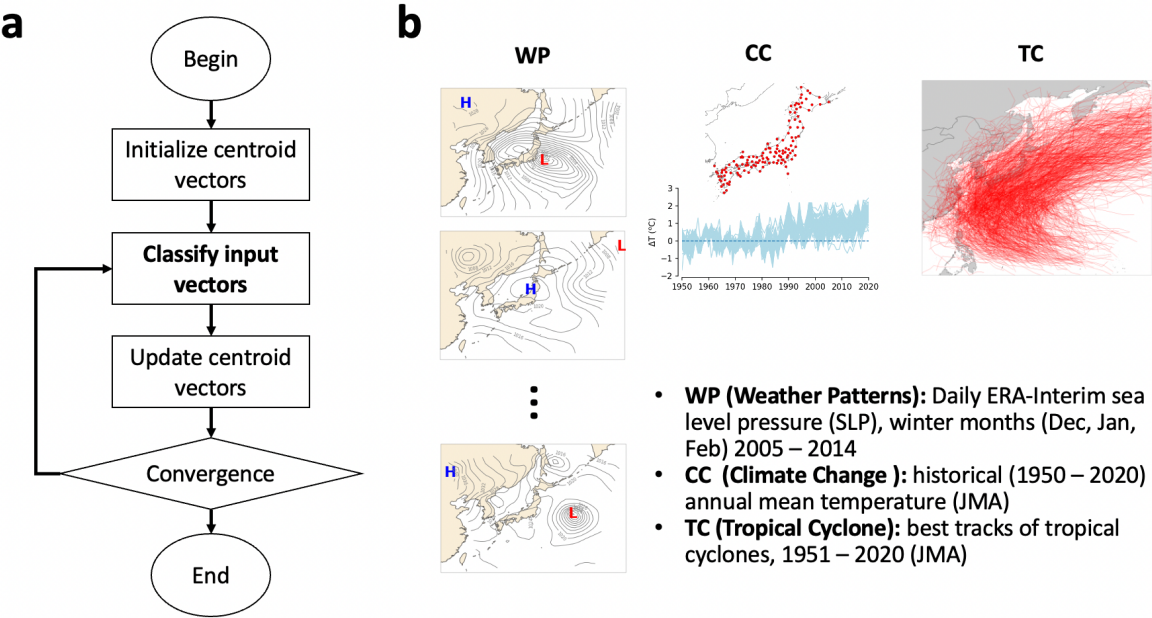 a
Begin
Initialize centroid
vectors
Classify input
vectors
Update centroid
vectors
Convergence
End
b
WP
H
L
L
H
H
L
CC
ΔT (°C)
3
2
1
0
−1
−2
1950 1960 1970 1980 1990 2000 2010 2020
TC
• WP (Weather Patterns): Daily ERA-Interim sea
level pressure (SLP), winter months (Dec, Jan,
Feb) 2005 – 2014
• CC (Climate Change ): historical (1950 – 2020)
annual mean temperature (JMA)
• TC (Tropical Cyclone): best tracks of tropical
cyclones, 1951 – 2020 (JMA)